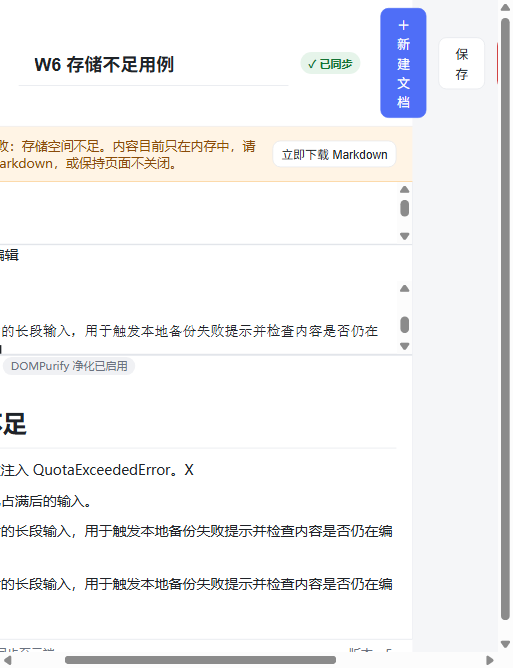 W6 存储不足用例
✓ 已同步
＋
新
建
文
档
保
存
败：存储空间不足。内容目前只在内存中，请
arkdown，或保持页面不关闭。
立即下载 Markdown
编辑
的长段输入，用于触发本地备份失败提示并检查内容是否仍在
DOMPurify 净化已启用
不足
注入 QuotaExceededError。X
占满后的输入。
的长段输入，用于触发本地备份失败提示并检查内容是否仍在编
的长段输入，用于触发本地备份失败提示并检查内容是否仍在编